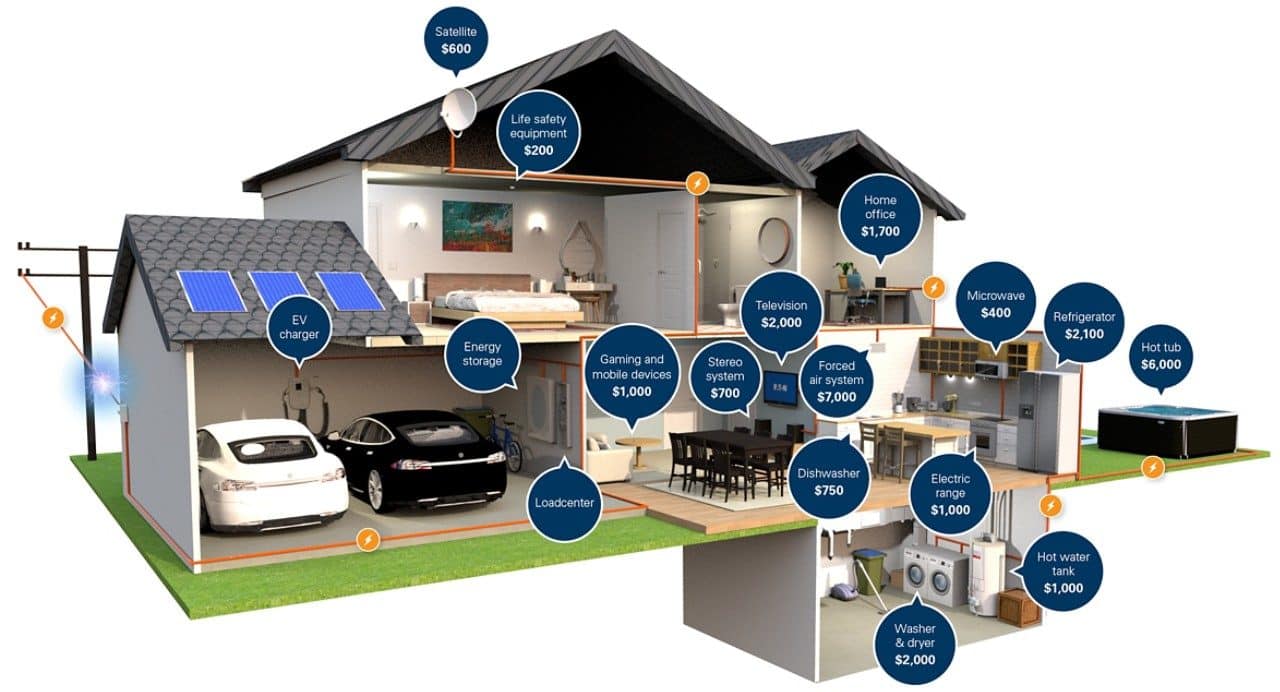 Satellite
$600
Life safety
equipment
$200
Home
office
$1,700
EV
charger
Energy
storage
Gaming and
mobile devices
$1,000
Stereo
system
$700
Television
$2,000
Forced
air system
$7,000
Microwave
$400
Refrigerator
$2,100
Hot tub
$6,000
Loadcenter
Dishwasher
$750
Electric
range
$1,000
Hot water
tank
$1,000
Washer
& dryer
$2,000